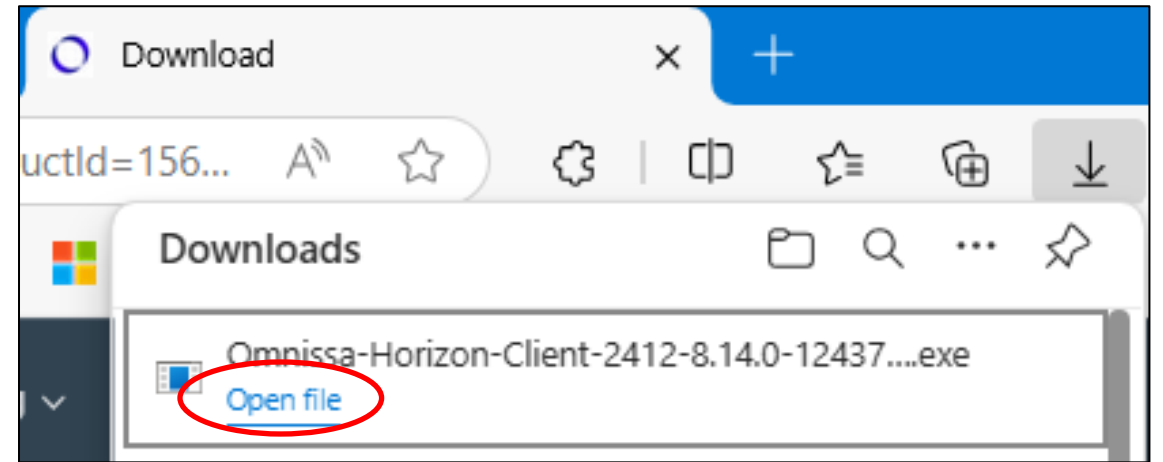 Download
uctId=156...
Downloads
Omnissa-Horizon-Client-2412-8.14.0-12437....exe
Open file